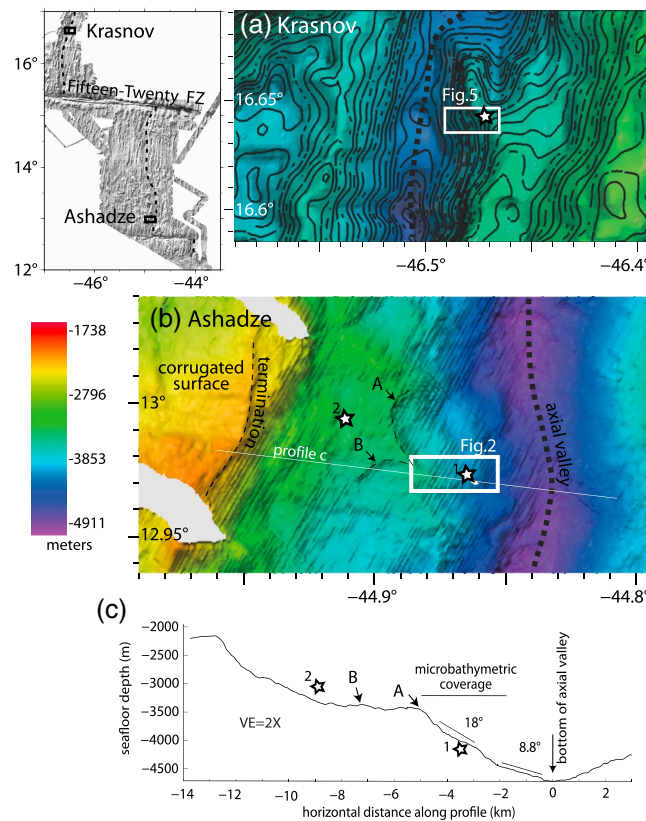 Krasnov
16°
Fifteen-Twenty FZ
14°
Ashadze
12°
−46° −44°
(a) Krasnov
Fig.5
16.65°
16.6°
−46.5° −46.4°
-1738
-2796
-3853
-4911
meters
(b) Ashadze
corrugated
surface
termination
13°
A
2
B
profile c
Fig.2
1
axial valley
12.95°
−44.9° −44.8°
(c)
seafloor depth (m)
−2000
−2500
−3000
−3500
−4000
−4500
2
B
A
microbathymetric
coverage
VE=2X
18°
1
8.8°
bottom of axial valley
−14 −12 −10 −8 −6 −4 −2 0 2
horizontal distance along profile (km)